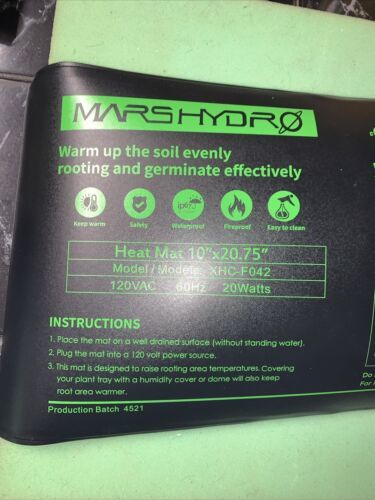 MARSHYDRO
Warm up the soil evenly
rooting and germinate effectively
Keep warm
Safety
Waterproof
Fireproof
Easy to clean
Heat Mat 10"x20.75"
Model / Modele: XHC-F042
120VAC 60Hz 20Watts
INSTRUCTIONS
1. Place the mat on a well drained surface (without standing water).
2. Plug the mat into a 120 volt power source.
3. This mat is designed to raise rooting area temperatures. Covering
your plant tray with a humidity cover or dome will also keep
root area warmer.
Production Batch 4521
Do
For